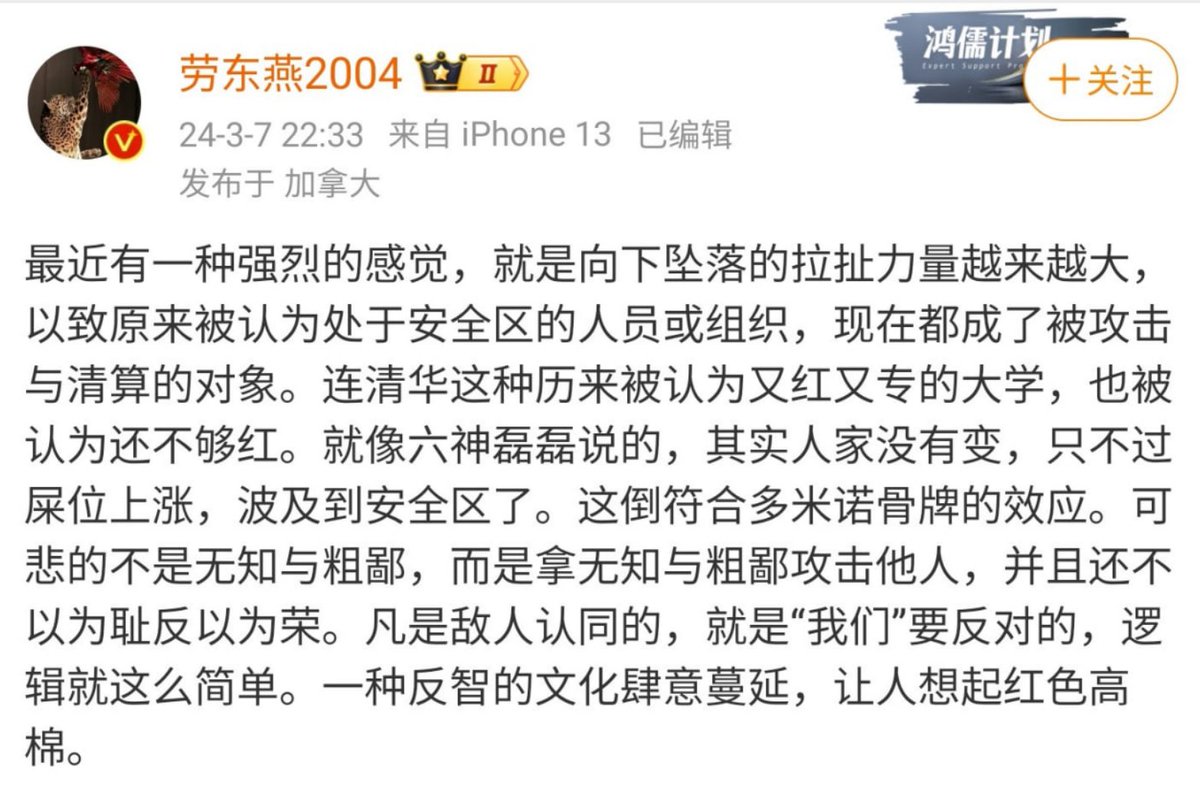 劳东燕2004 II
鸿儒计划
Expert Support Pro
+关注
24-3-7 22:33 来自 iPhone 13 已编辑
发布于 加拿大
最近有一种强烈的感觉，就是向下坠落的拉扯力量越来越大，
以致原来被认为处于安全区的人员或组织，现在都成了被攻击
与清算的对象。连清华这种历来被认为又红又专的大学，也被
认为还不够红。就像六神磊磊说的，其实人家没有变，只不过
屎位上涨，波及到安全区了。这倒符合多米诺骨牌的效应。可
悲的不是无知与粗鄙，而是拿无知与粗鄙攻击他人，并且还不
以为耻反以为荣。凡是敌人认同的，就是“我们”要反对的，逻
辑就这么简单。一种反智的文化肆意蔓延，让人想起红色高
棉。